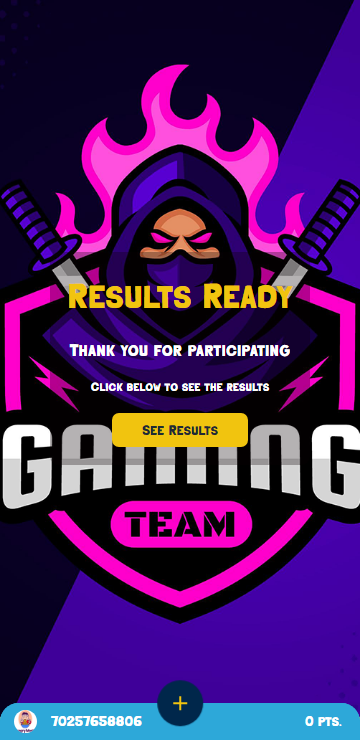 Results Ready
Thank you for participating
Click below to see the results
See Results
GAMING
TEAM
70257658806
0 PTS.